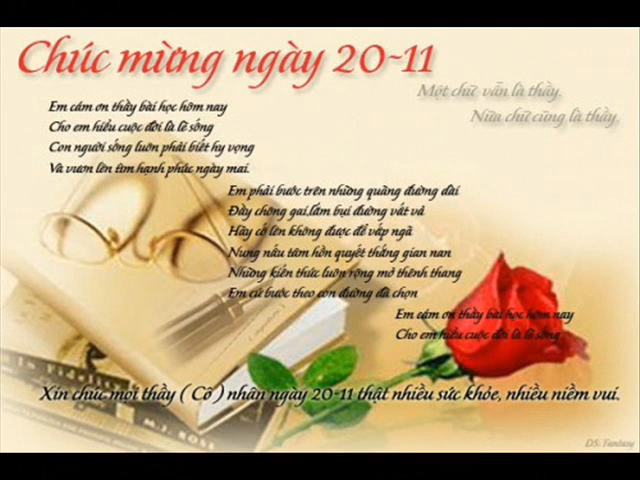 Chúc mừng ngày 20-11
Một chữ vẫn là thầy.
Nửa chữ cũng là thầy.
Em cám ơn thầy bài học hôm nay
Cho em hiểu cuộc đời là lẽ sống
Con người sống luôn phải biết hy vọng
Và vươn lên tìm hạnh phúc ngày mai.
Em phải bước trên những quãng đường dài
Đầy chông gai,lắm bụi đường vất vả
Hãy cố lên không được để vấp ngã
Nung nấu tâm hồn quyết thắng gian nan
Những kiến thức luôn rộng mở thênh thang
Em cứ bước theo con đường đã chọn
Em cám ơn thầy bài học hôm nay
Cho em hiểu cuộc đời là lẽ sống
Xin chúc mọi thầy ( Cô ) nhân ngày 20-11 thật nhiều sức khỏe, nhiều niềm vui.
M.J. ROSE
DS: Fantasy